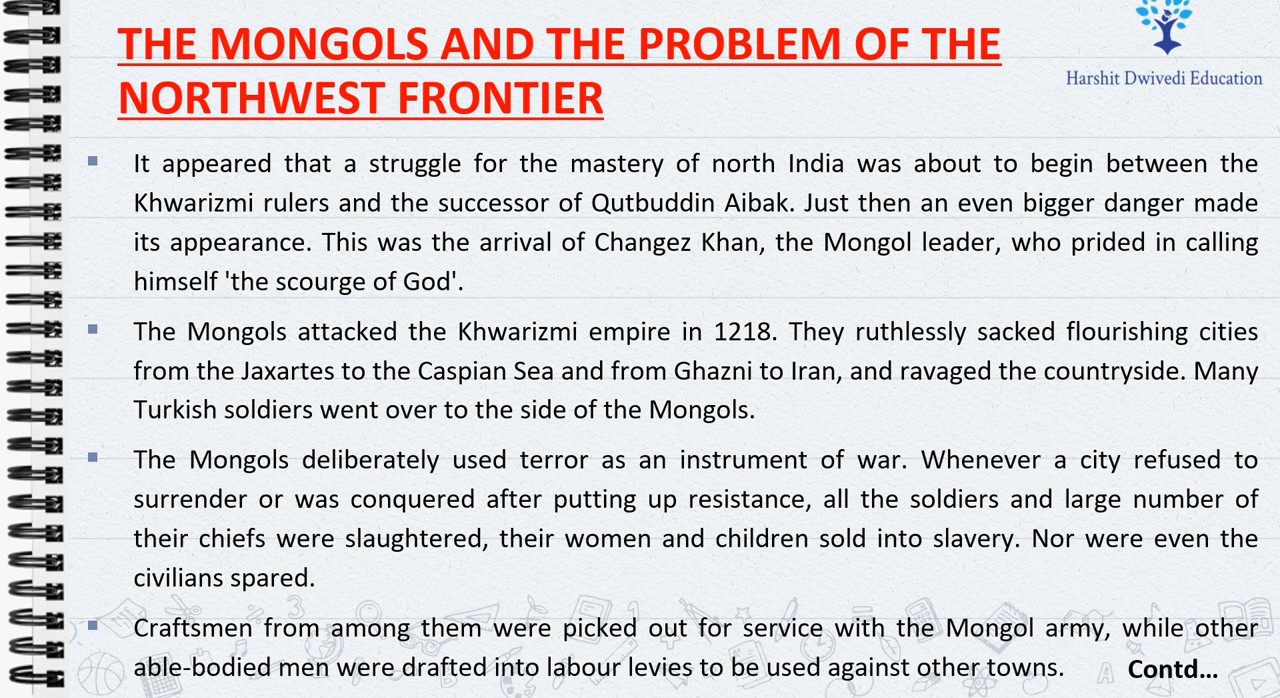 THE MONGOLS AND THE PROBLEM OF THE
NORTHWEST FRONTIER
Harshit Dwivedi Education
▪ It appeared that a struggle for the mastery of north India was about to begin between the
Khwarizmi rulers and the successor of Qutbuddin Aibak. Just then an even bigger danger made
its appearance. This was the arrival of Changez Khan, the Mongol leader, who prided in calling
himself 'the scourge of God'.
▪ The Mongols attacked the Khwarizmi empire in 1218. They ruthlessly sacked flourishing cities
from the Jaxartes to the Caspian Sea and from Ghazni to Iran, and ravaged the countryside. Many
Turkish soldiers went over to the side of the Mongols.
▪ The Mongols deliberately used terror as an instrument of war. Whenever a city refused to
surrender or was conquered after putting up resistance, all the soldiers and large number of
their chiefs were slaughtered, their women and children sold into slavery. Nor were even the
civilians spared.
▪ Craftsmen from among them were picked out for service with the Mongol army, while other
able-bodied men were drafted into labour levies to be used against other towns.
Contd...